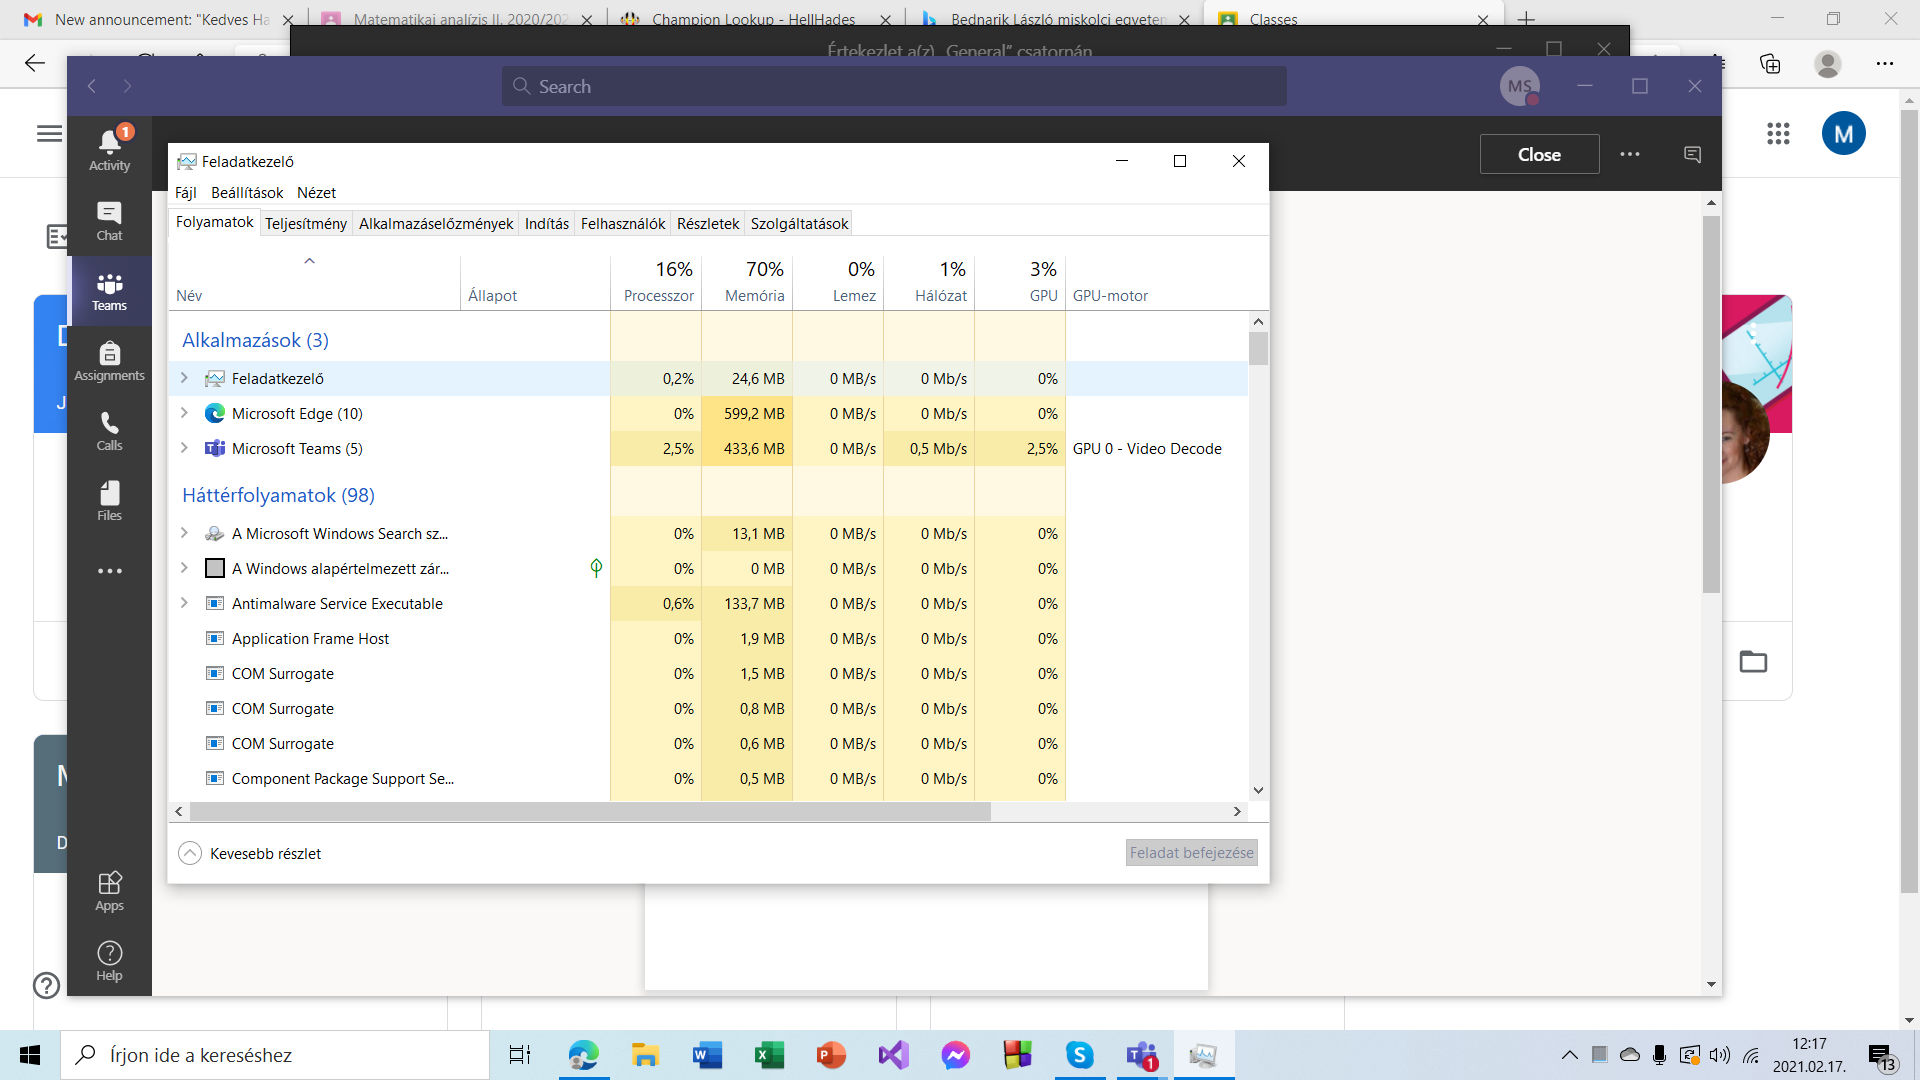 New announcement: "Kedves Ha
Matematikai analízis II. 2020/202
Champion Lookup - HellHades
Bednarik László miskolci egyetem
Classes
Értekezlet a(z) „General” csatornán
Search
MS
M
Close
1
Activity
Chat
Teams
Assignments
Calls
Files
Apps
Help
Feladatkezelő
Fájl Beállítások Nézet
Folyamatok Teljesítmény Alkalmazáselőzmények Indítás Felhasználók Részletek Szolgáltatások
16% 70% 0% 1% 3%
Név Állapot Processzor Memória Lemez Hálózat GPU GPU-motor
Alkalmazások (3)
Feladatkezelő 0,2% 24,6 MB 0 MB/s 0 Mb/s 0%
Microsoft Edge (10) 0% 599,2 MB 0 MB/s 0 Mb/s 0%
Microsoft Teams (5) 2,5% 433,6 MB 0 MB/s 0,5 Mb/s 2,5% GPU 0 - Video Decode
Háttérfolyamatok (98)
A Microsoft Windows Search sz... 0% 13,1 MB 0 MB/s 0 Mb/s 0%
A Windows alapértelmezett zár... 0% 0 MB 0 MB/s 0 Mb/s 0%
Antimalware Service Executable 0,6% 133,7 MB 0 MB/s 0 Mb/s 0%
Application Frame Host 0% 1,9 MB 0 MB/s 0 Mb/s 0%
COM Surrogate 0% 1,5 MB 0 MB/s 0 Mb/s 0%
COM Surrogate 0% 0,8 MB 0 MB/s 0 Mb/s 0%
COM Surrogate 0% 0,6 MB 0 MB/s 0 Mb/s 0%
Component Package Support Se... 0% 0,5 MB 0 MB/s 0 Mb/s 0%
Kevesebb részlet
Feladat befejezése
Írjon ide a kereséshez
1
12:17
2021.02.17.
13